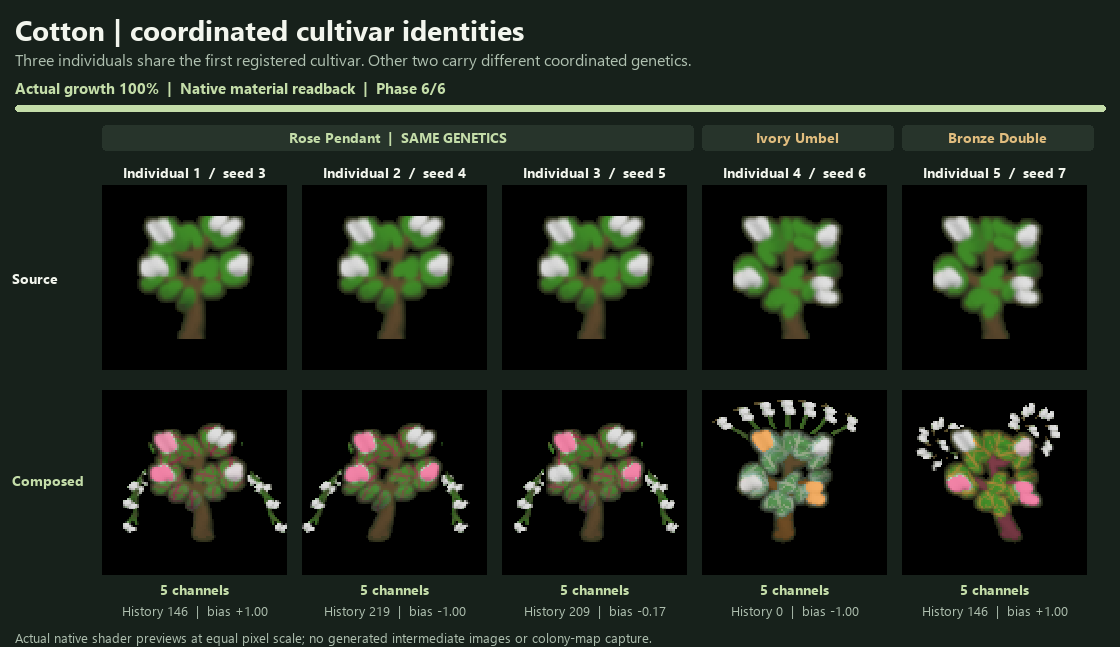 Cotton | coordinated cultivar identities
Three individuals share the first registered cultivar. Other two carry different coordinated genetics.
Actual growth 100% | Native material readback | Phase 6/6
Rose Pendant | SAME GENETICS
Ivory Umbel
Bronze Double
Individual 1 / seed 3
Individual 2 / seed 4
Individual 3 / seed 5
Individual 4 / seed 6
Individual 5 / seed 7
Source
Composed
5 channels
5 channels
5 channels
5 channels
5 channels
History 146 | bias +1.00
History 219 | bias -1.00
History 209 | bias -0.17
History 0 | bias -1.00
History 146 | bias +1.00
Actual native shader previews at equal pixel scale; no generated intermediate images or colony-map capture.